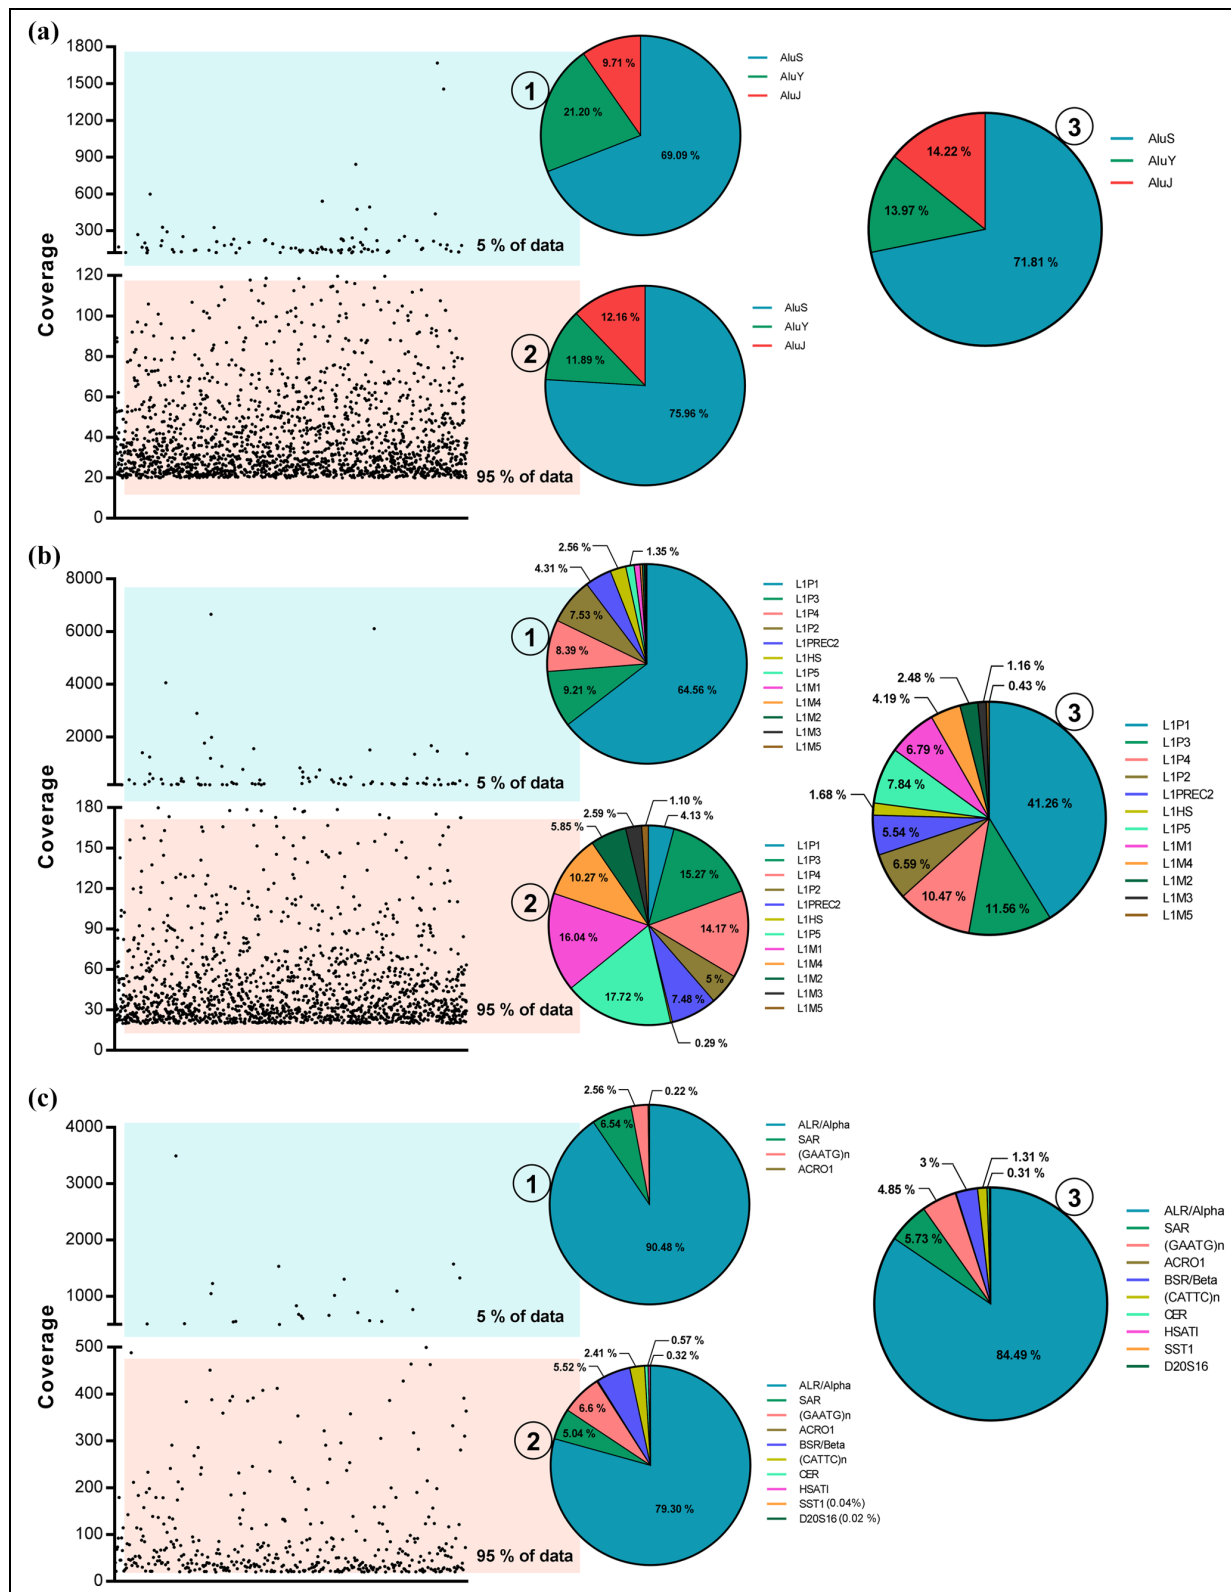 (a)
Coverage
1800
1500
1200
900
600
300
5 % of data
120
100
80
60
40
20
0
95 % of data
Coverage
1
9.71 %
21.20 %
69.09 %
AluS
AluY
AluJ
2
12.16 %
11.89 %
75.96 %
AluS
AluY
AluJ
3
14.22 %
13.97 %
71.81 %
AluS
AluY
AluJ
(b)
8000
6000
4000
2000
5 % of data
180
150
120
90
60
30
0
95 % of data
1
2.56 %
1.35 %
4.31 %
7.53 %
8.39 %
9.21 %
64.56 %
L1P1
L1P3
L1P4
L1P2
L1PREC2
L1HS
L1P5
L1M1
L1M4
L1M2
L1M3
L1M5
2
1.10 %
2.59 %
4.13 %
5.85 %
10.27 %
15.27 %
16.04 %
14.17 %
17.72 %
7.48 %
5 %
0.29 %
L1P1
L1P3
L1P4
L1P2
L1PREC2
L1HS
L1P5
L1M1
L1M4
L1M2
L1M3
L1M5
3
1.16 %
2.48 %
0.43 %
4.19 %
6.79 %
7.84 %
1.68 %
5.54 %
6.59 %
10.47 %
11.56 %
41.26 %
L1P1
L1P3
L1P4
L1P2
L1PREC2
L1HS
L1P5
L1M1
L1M4
L1M2
L1M3
L1M5
(c)
Coverage
4000
3000
2000
1000
5 % of data
500
400
300
200
100
0
95 % of data
1
2.56 %
0.22 %
6.54 %
90.48 %
ALR/Alpha
SAR
(GAATG)n
ACRO1
2
0.57 %
2.41 %
0.32 %
5.52 %
6.6 %
5.04 %
79.30 %
ALR/Alpha
SAR
(GAATG)n
ACRO1
BSR/Beta
(CATTC)n
CER
HSATI
SST1 (0.04%)
D20S16 (0.02 %)
3
1.31 %
3 %
0.31 %
4.85 %
5.73 %
84.49 %
ALR/Alpha
SAR
(GAATG)n
ACRO1
BSR/Beta
(CATTC)n
CER
HSATI
SST1
D20S16